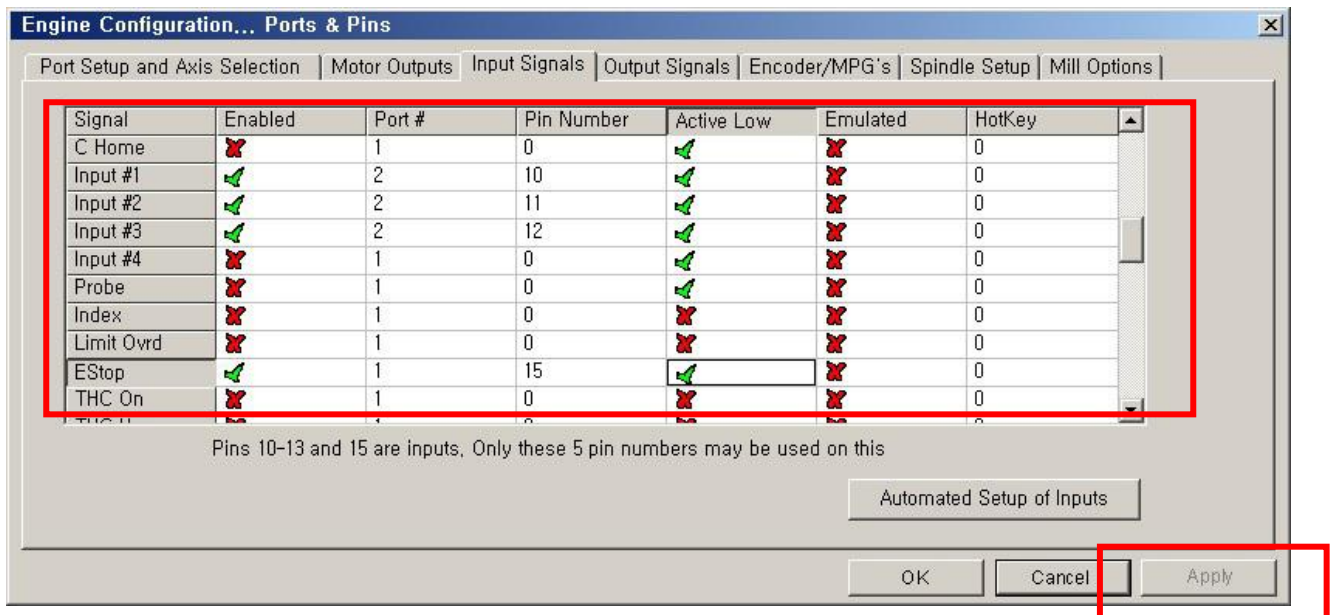 Engine Configuration... Ports & Pins
Port Setup and Axis Selection Motor Outputs Input Signals Output Signals Encoder/MPG's Spindle Setup Mill Options
Signal Enabled Port # Pin Number Active Low Emulated HotKey
C Home 1 0 0
Input #1 2 10 0
Input #2 2 11 0
Input #3 2 12 0
Input #4 1 0 0
Probe 1 0 0
Index 1 0 0
Limit Ovrd 1 0 0
EStop 1 15 0
THC On 1 0 0
Pins 10-13 and 15 are inputs, Only these 5 pin numbers may be used on this
Automated Setup of Inputs
OK Cancel Apply